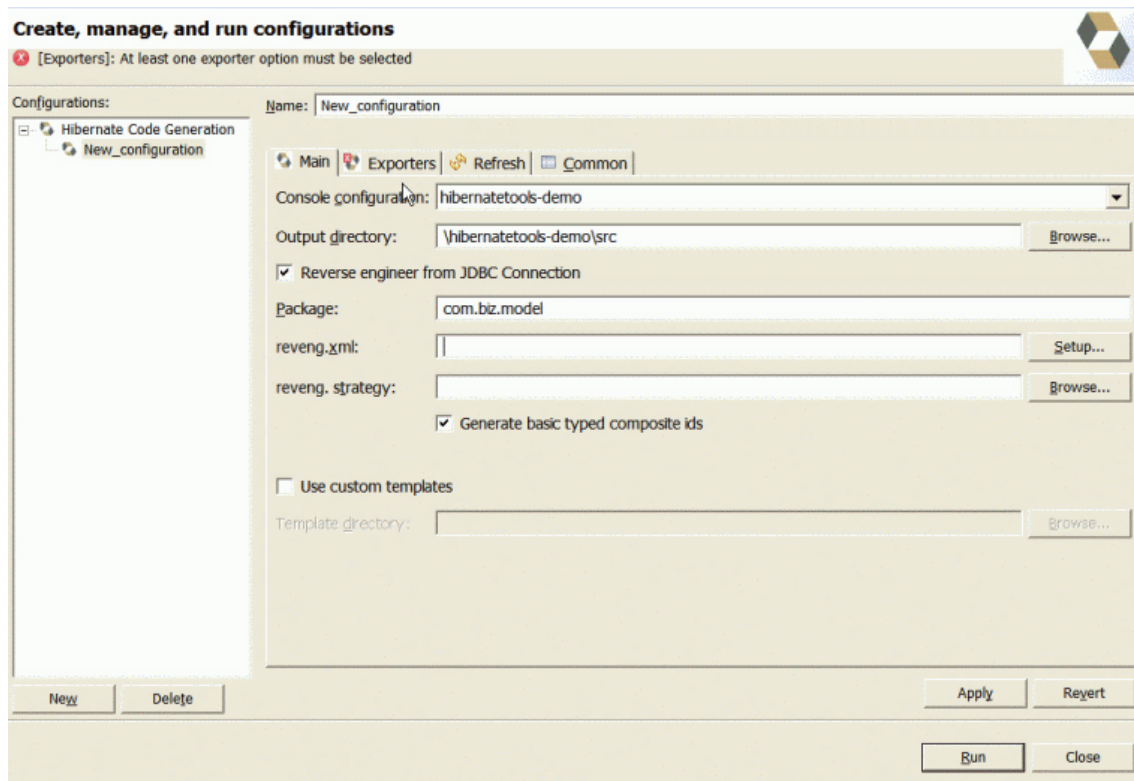 Create, manage, and run configurations
[Exporters]: At least one exporter option must be selected
Configurations:
Hibernate Code Generation
New_configuration
Name: New_configuration
Main Exporters Refresh Common
Console configuration: hibernatetools-demo
Output directory: \hibernatetools-demo\src Browse...
Reverse engineer from JDBC Connection
Package: com.biz.model
reveng.xml: Setup...
reveng. strategy: Browse...
Generate basic typed composite ids
Use custom templates
Template directory: Browse...
New Delete
Apply Revert
Run Close